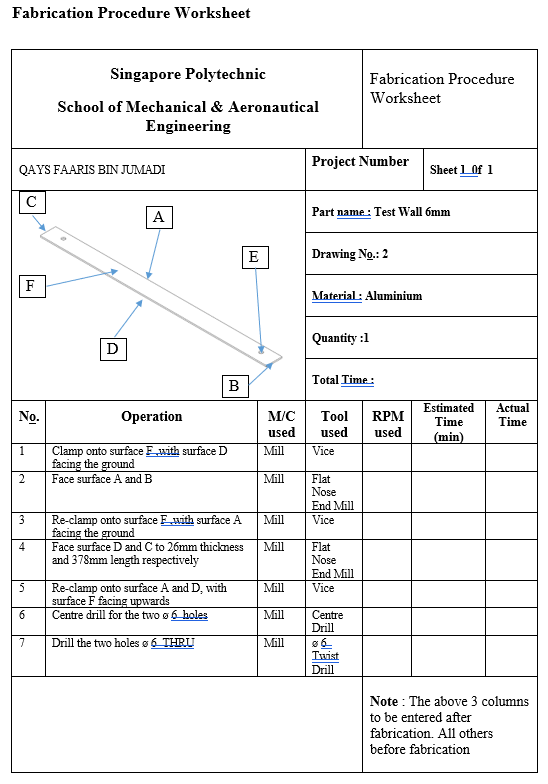 Fabrication Procedure Worksheet
Singapore Polytechnic
School of Mechanical & Aeronautical
Engineering
Fabrication Procedure
Worksheet
QAYS FAARIS BIN JUMADI
Project Number
Sheet 1 0f 1
C
A
E
F
D
B
Part name : Test Wall 6mm
Drawing No.: 2
Material : Aluminium
Quantity :1
Total Time :
No.
Operation
M/C
used
Tool
used
RPM
used
Estimated
Time
(min)
Actual
Time
1
Clamp onto surface F ,with surface D
facing the ground
Mill
Vice
2
Face surface A and B
Mill
Flat
Nose
End Mill
3
Re-clamp onto surface F ,with surface A
facing the ground
Mill
Vice
4
Face surface D and C to 26mm thickness
and 378mm length respectively
Mill
Flat
Nose
End Mill
5
Re-clamp onto surface A and D, with
surface F facing upwards
Mill
Vice
6
Centre drill for the two ø 6 holes
Mill
Centre
Drill
7
Drill the two holes ø 6 THRU
Mill
ø 6
Twist
Drill
Note : The above 3 columns
to be entered after
fabrication. All others
before fabrication